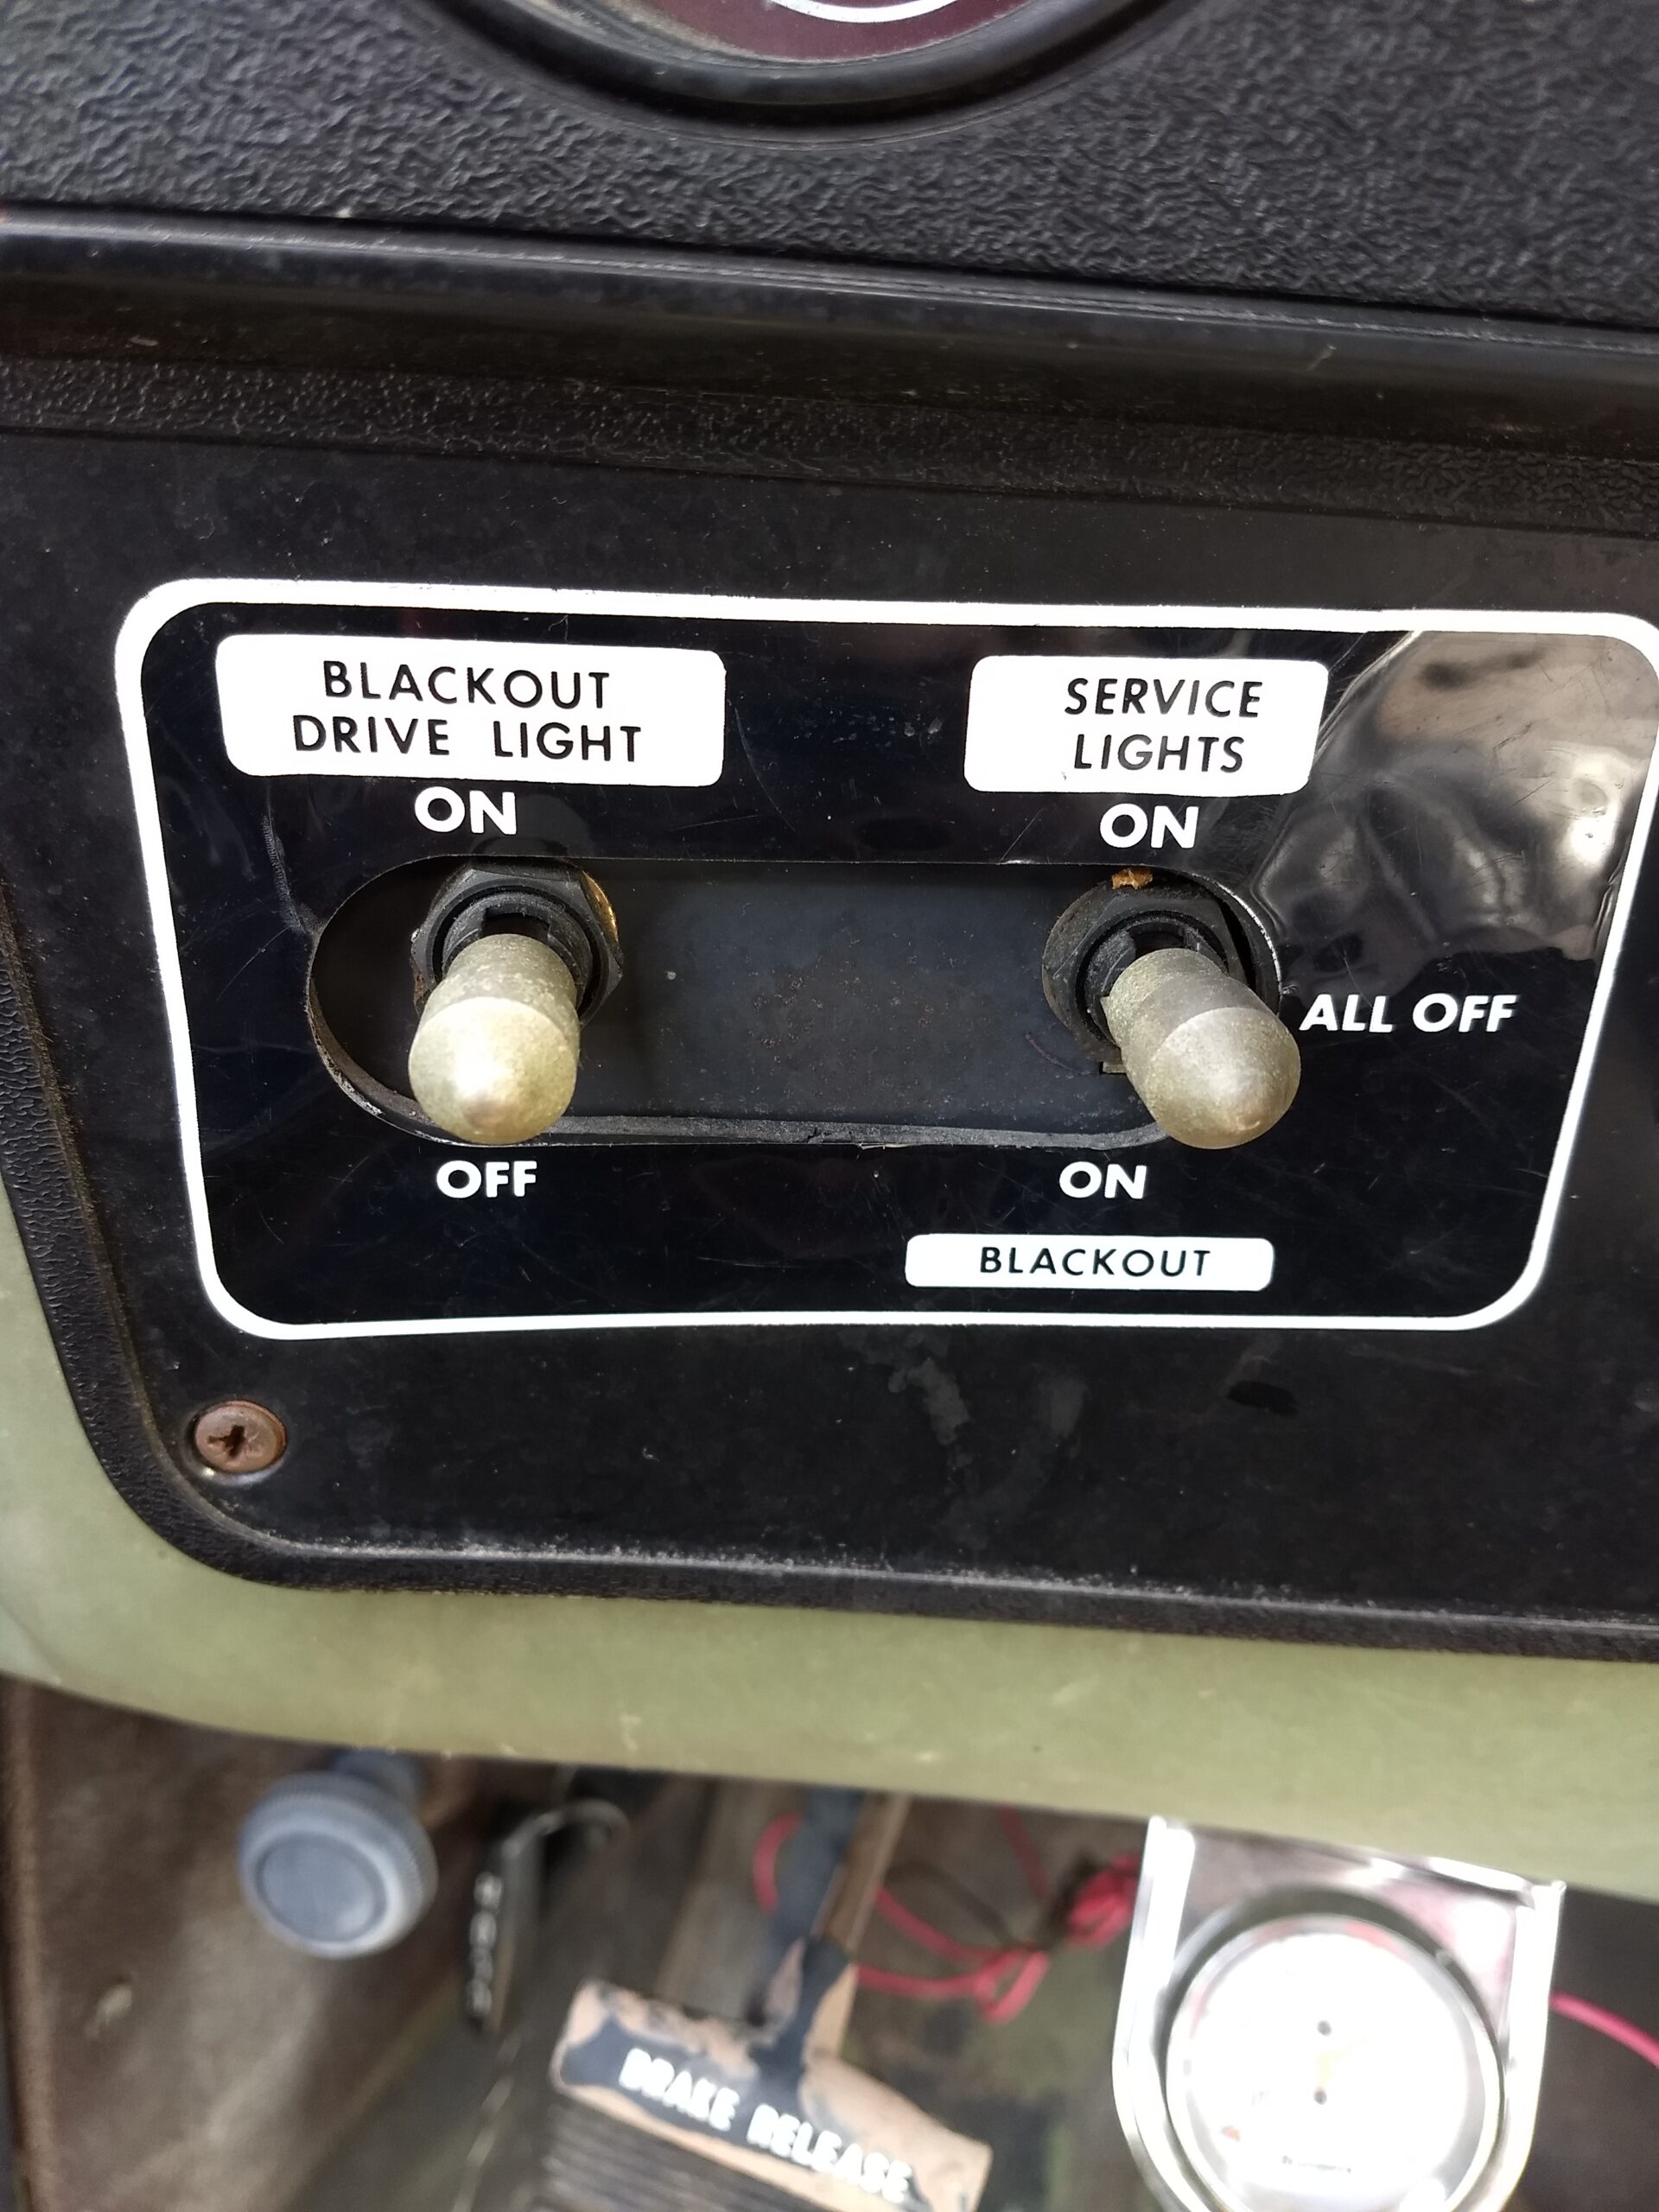 BLACKOUT
DRIVE LIGHT
ON
OFF
SERVICE
LIGHTS
ON
ALL OFF
ON
BLACKOUT
BRAKE RELEASE